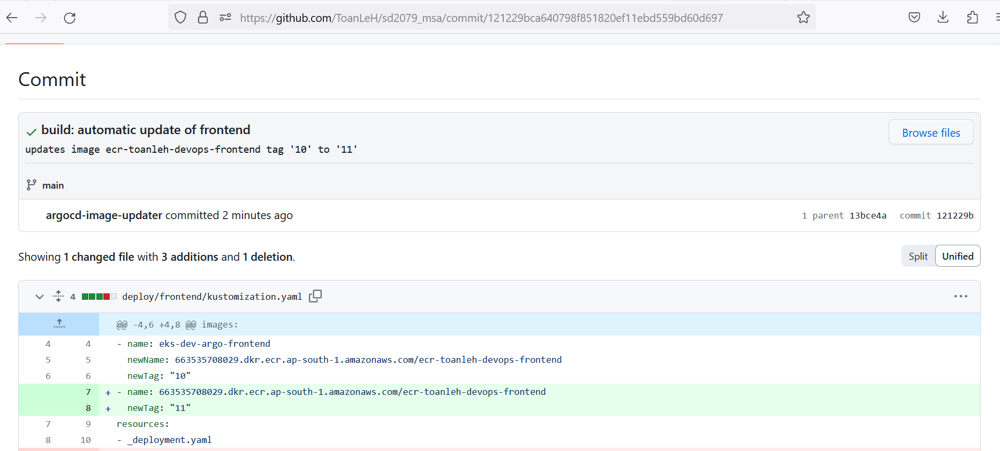 https://github.com/ToanLeH/sd2079_msa/commit/121229bca640798f851820ef11ebd559bd60d697
Commit
build: automatic update of frontend
Browse files
updates image ecr-toanleh-devops-frontend tag '10' to '11'
main
argocd-image-updater committed 2 minutes ago
1 parent 13bce4a commit 121229b
Showing 1 changed file with 3 additions and 1 deletion.
Split Unified
4 deploy/frontend/kustomization.yaml
@@ -4,6 +4,8 @@ images:
4 4 - name: eks-dev-argo-frontend
5 5 newName: 663535708029.dkr.ecr.ap-south-1.amazonaws.com/ecr-toanleh-devops-frontend
6 6 newTag: "10"
7 + - name: 663535708029.dkr.ecr.ap-south-1.amazonaws.com/ecr-toanleh-devops-frontend
8 + newTag: "11"
7 9 resources:
8 10 - _deployment.yaml